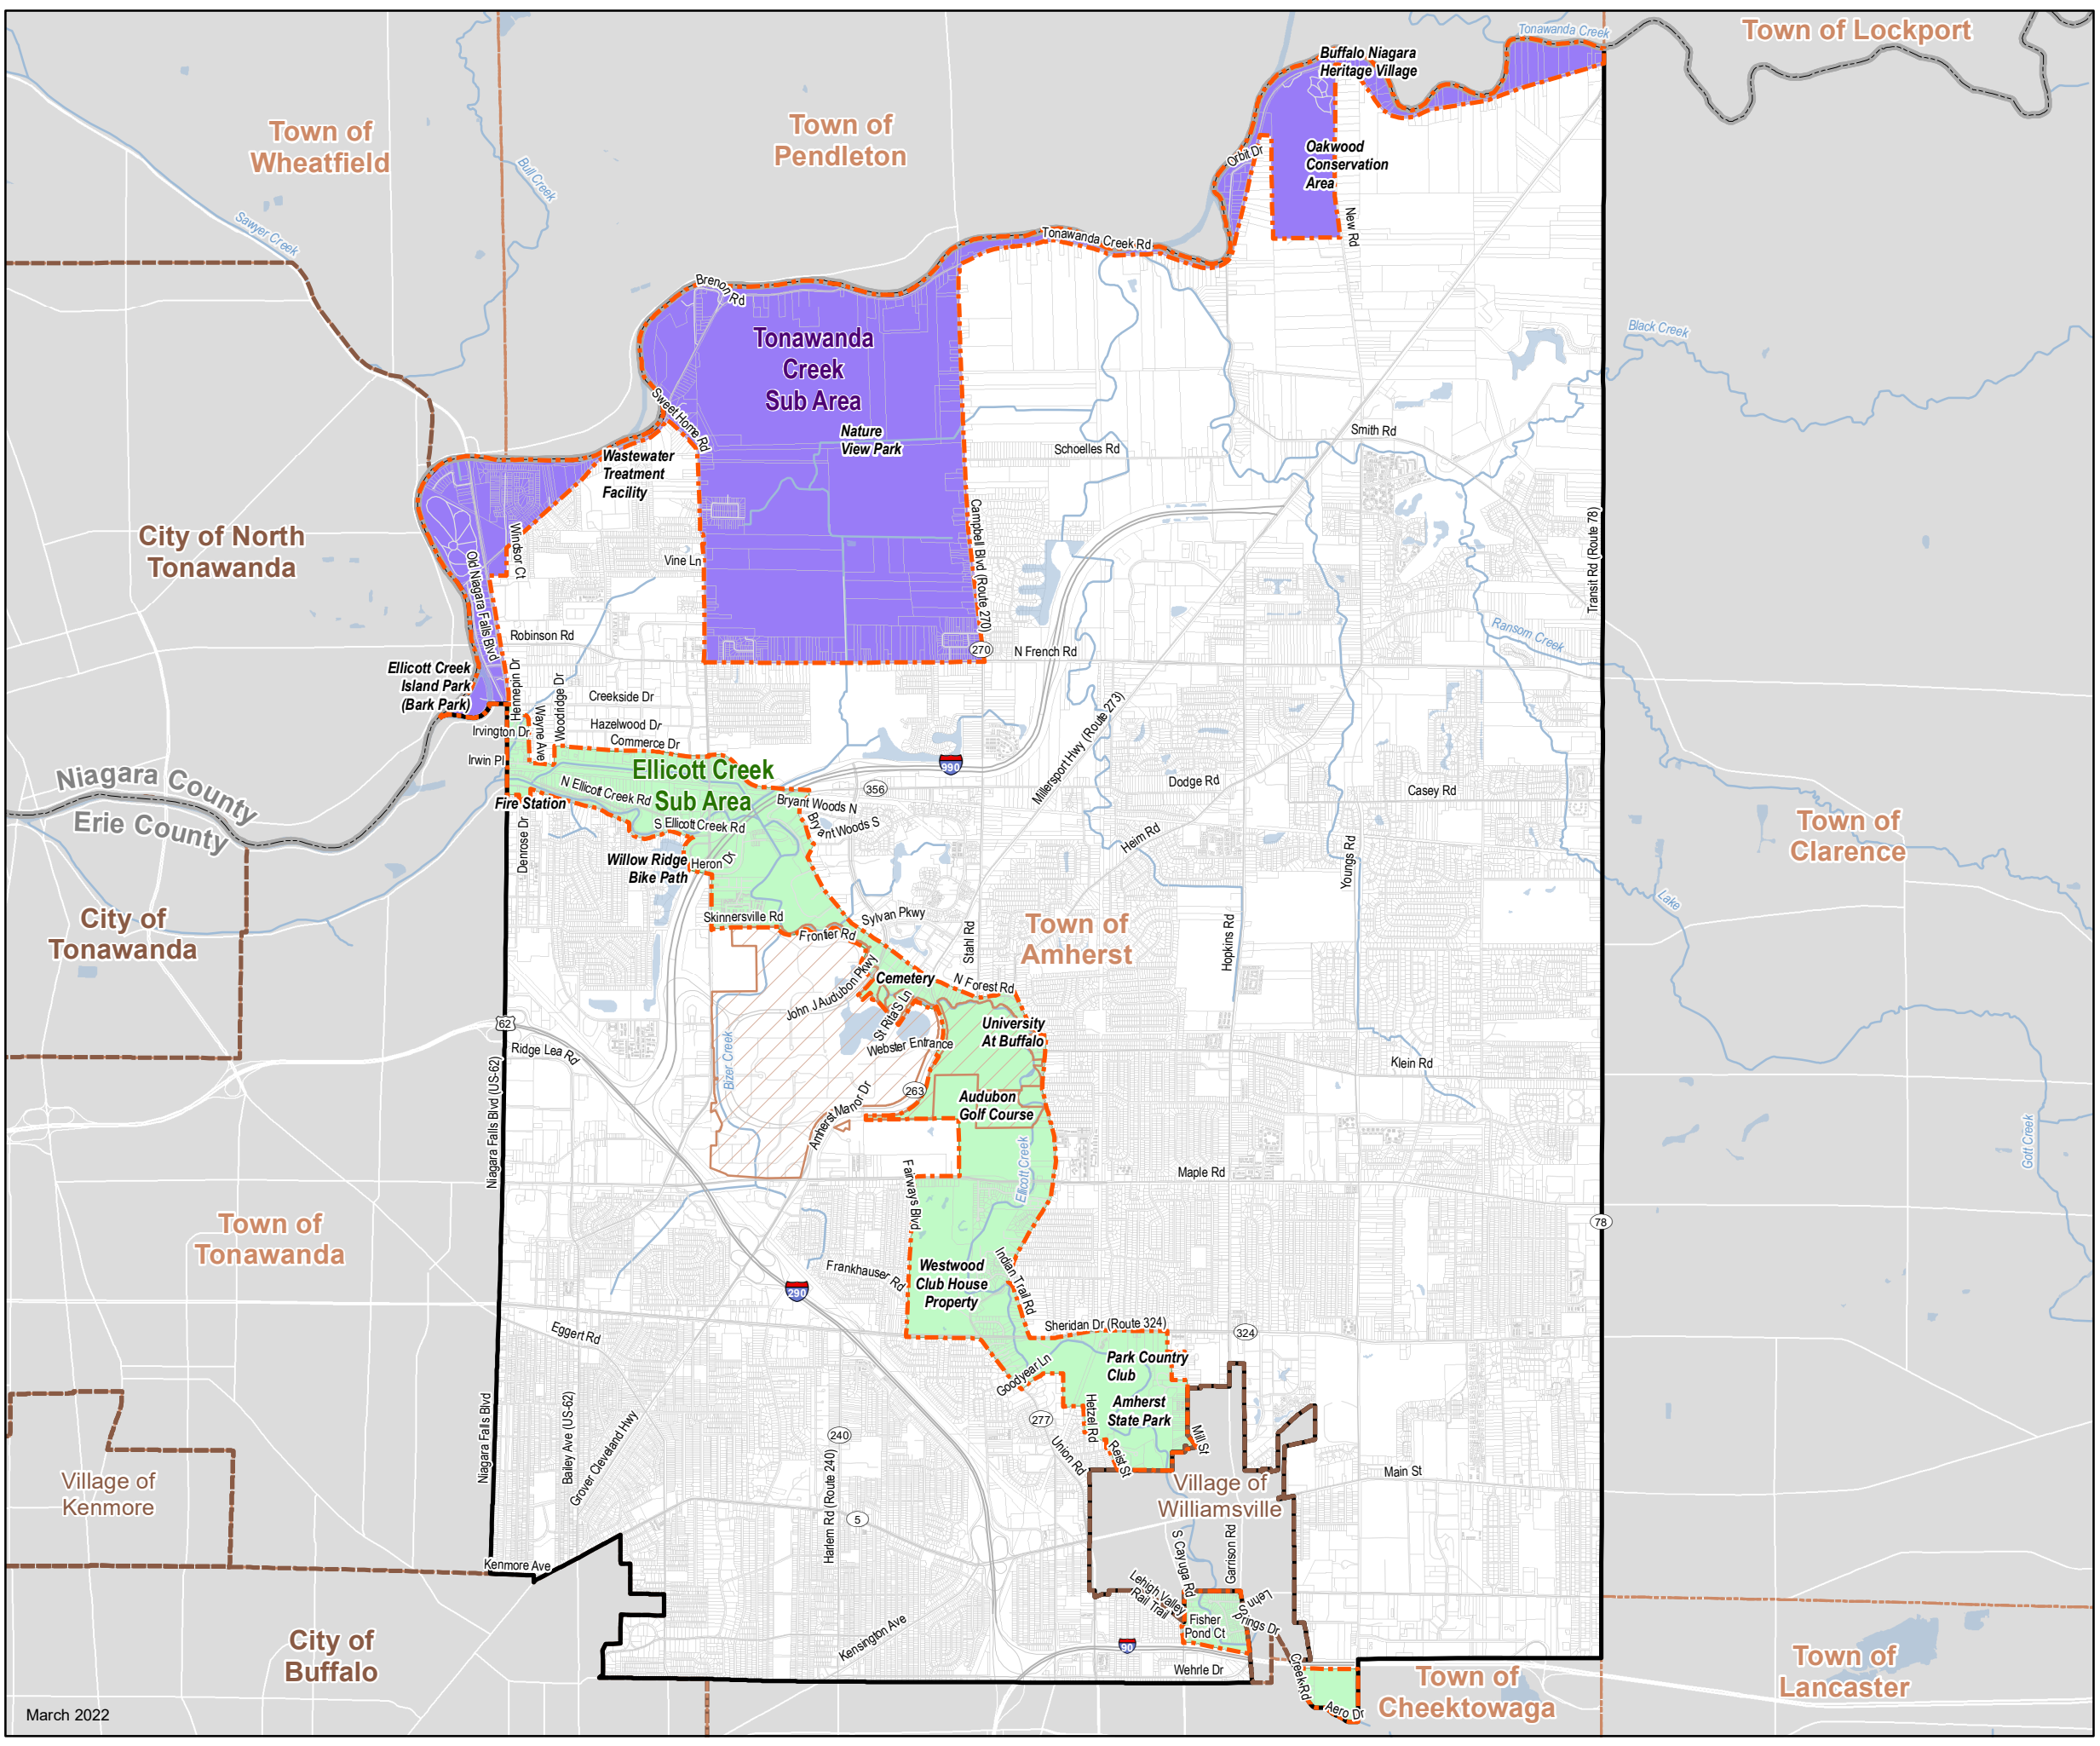 Tonawanda Creek
Town of Lockport
Buffalo Niagara
Heritage Village
Town of
Wheatfield
Town of
Pendleton
Bull Creek
Sawyer Creek
Orbit Dr
Oakwood
Conservation
Area
New Rd
Tonawanda Creek Rd
Brenon Rd
Tonawanda
Creek
Sub Area
Black Creek
Sweet Home Rd
Nature
View Park
Schoelles Rd
Smith Rd
Wastewater
Treatment
Facility
City of North
Tonawanda
Windsor Ct
Old Niagara Falls Blvd
Vine Ln
Campbell Blvd (Route 270)
Transit Rd (Route 78)
Ransom Creek
Robinson Rd
270
N French Rd
Ellicott Creek
Island Park
(Bark Park)
Hennepin Dr
Creekside Dr
Woodridge Dr
Wayne Ave
Hazelwood Dr
Irvington Dr
Commerce Dr
Irwin Pl
Ellicott Creek
Sub Area
990
356
Millersport Hwy (Route 273)
Dodge Rd
Casey Rd
Niagara County
Erie County
N Ellicott Creek Rd
Fire Station
Bryant Woods N
Bryant Woods S
S Ellicott Creek Rd
Denrose Dr
Willow Ridge
Bike Path
Heron Dr
Heim Rd
Youngs Rd
Town of
Clarence
Lake
City of
Tonawanda
Skinnersville Rd
Sylvan Pkwy
Frontier Rd
Stahl Rd
Town of
Amherst
Hopkins Rd
John J Audubon Pkwy
Cemetery
N Forest Rd
St Rita'S Ln
University
At Buffalo
Webster Entrance
62
Ridge Lea Rd
Bizer Creek
Klein Rd
263
Audubon
Golf Course
Amherst Manor Dr
Niagara Falls Blvd (US-62)
Ellicott Creek
Gott Creek
Maple Rd
Fairways Blvd
Town of
Tonawanda
78
Frankhauser Rd
Westwood
Club House
Property
Indian Trail Rd
290
Sheridan Dr (Route 324)
324
Eggert Rd
Goodyear Ln
Park Country
Club
Amherst
State Park
Hetzel Rd
277
Niagara Falls Blvd
Bailey Ave (US-62)
Grover Cleveland Hwy
240
Union Rd
Reist St
Mill St
Village of
Kenmore
Harlem Rd (Route 240)
Village of
Williamsville
Main St
5
Kenmore Ave
S Cayuga Rd
Garrison Rd
Lehigh Valley
Rail Trail
Lehn
Springs Dr
Fisher
Pond Ct
Kensington Ave
90
Wehrle Dr
City of
Buffalo
Creek Rd
Aero Dr
Town of
Cheektowaga
Town of
Lancaster
March 2022